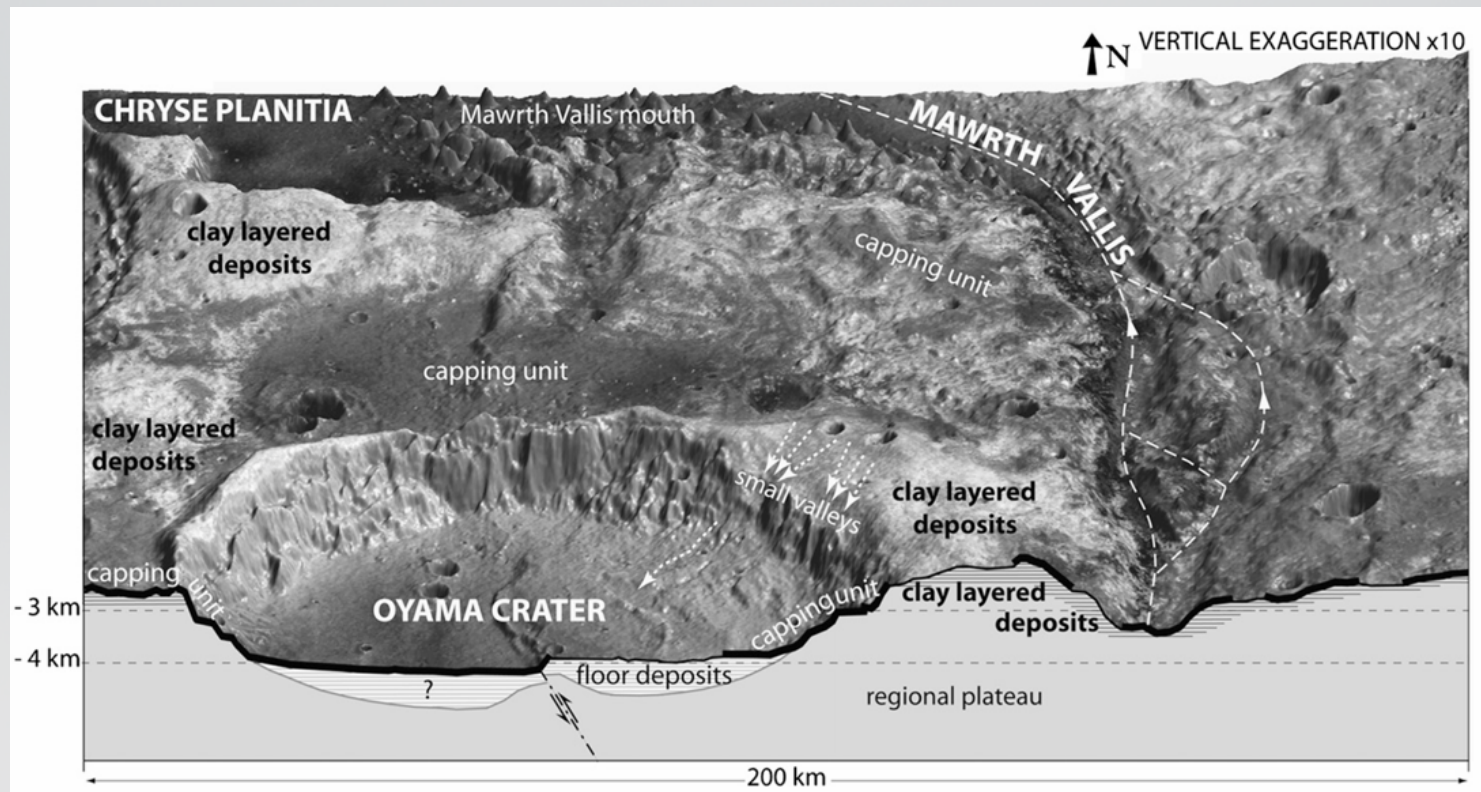 N
VERTICAL EXAGGERATION x10
CHRYSE PLANITIA
Mawrth Vallis mouth
MAWRTH
VALLIS
clay layered
deposits
capping unit
capping unit
clay layered
deposits
small valleys
clay layered
deposits
capping
unit
OYAMA CRATER
capping unit
clay layered
deposits
- 3 km
- 4 km
?
floor deposits
regional plateau
200 km